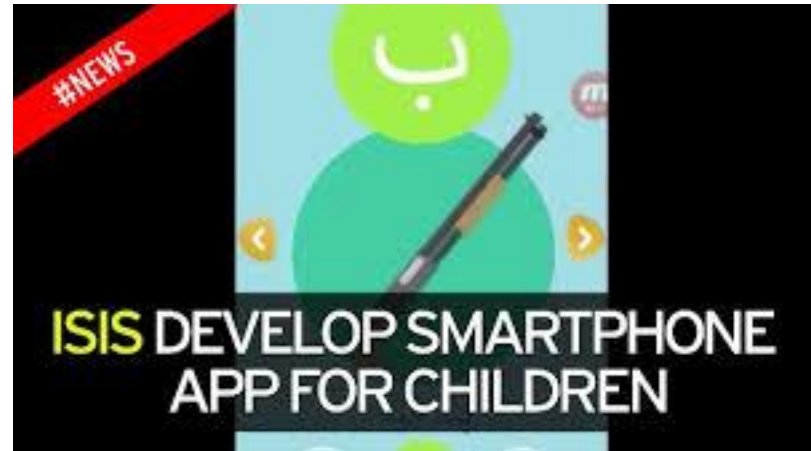 #NEWS
ب
m
ISIS DEVELOP SMARTPHONE
APP FOR CHILDREN